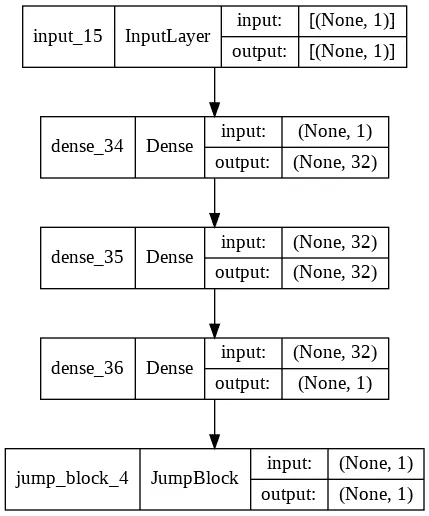 input_15 InputLayer input: [(None, 1)]
output: [(None, 1)]
dense_34 Dense input: (None, 1)
output: (None, 32)
dense_35 Dense input: (None, 32)
output: (None, 32)
dense_36 Dense input: (None, 32)
output: (None, 1)
jump_block_4 JumpBlock input: (None, 1)
output: (None, 1)